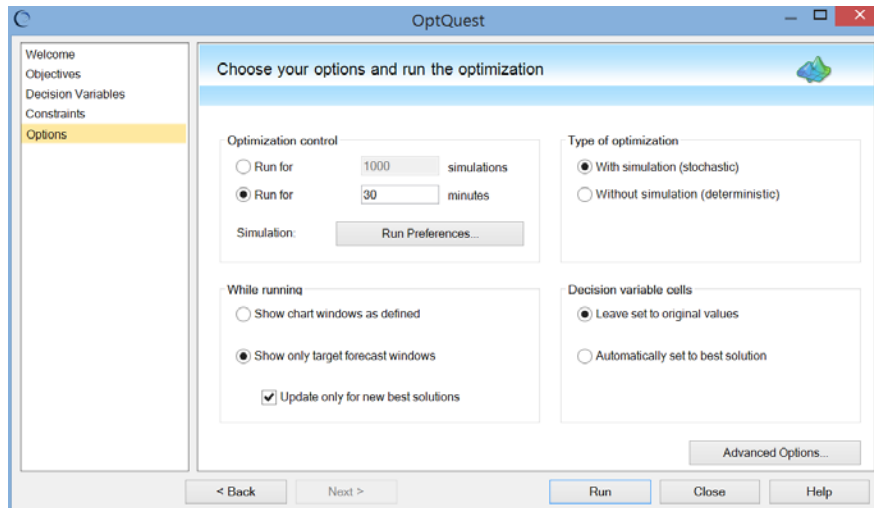 OptQuest
Welcome
Objectives
Decision Variables
Constraints
Options
Choose your options and run the optimization
Optimization control
Run for 1000 simulations
Run for 30 minutes
Simulation: Run Preferences...
Type of optimization
With simulation (stochastic)
Without simulation (deterministic)
While running
Show chart windows as defined
Show only target forecast windows
Update only for new best solutions
Decision variable cells
Leave set to original values
Automatically set to best solution
Advanced Options...
< Back Next > Run Close Help